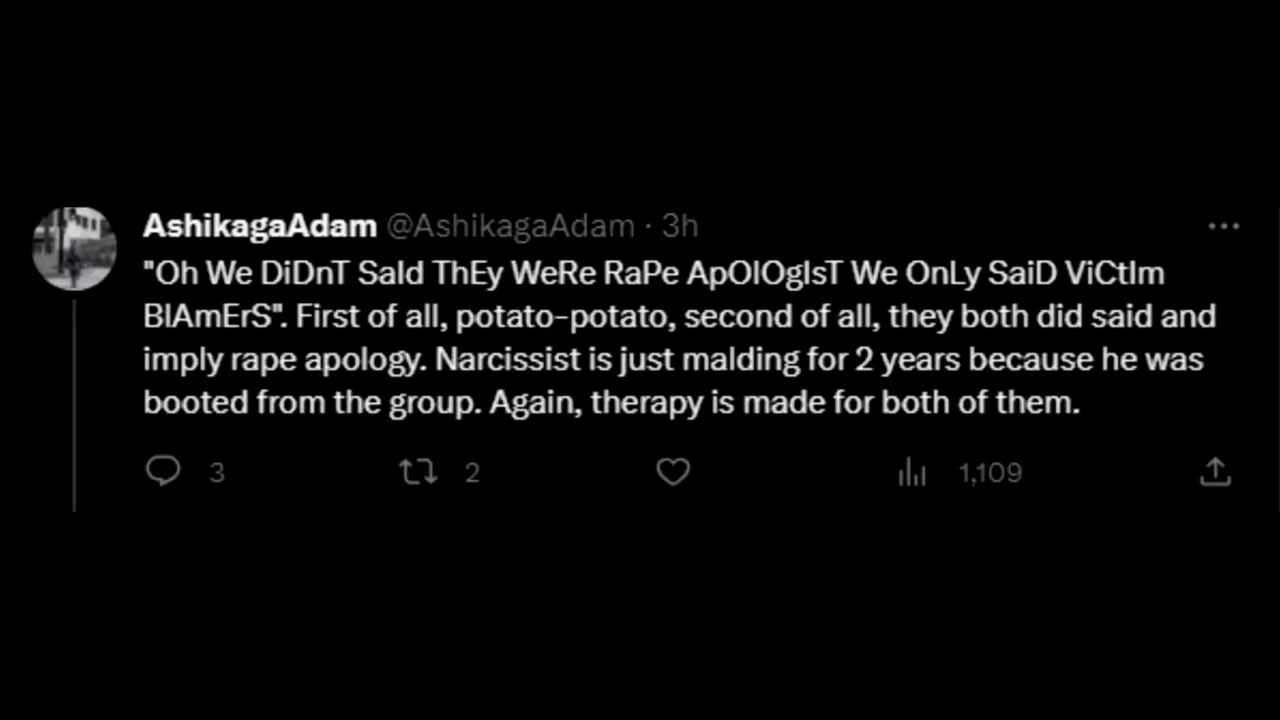 AshikagaAdam @AshikagaAdam · 3h
"Oh We DiDnT SaId ThEy WeRe RaPe ApOlOgIsT We OnLy SaiD ViCtIm
BlAmErS". First of all, potato-potato, second of all, they both did said and
imply rape apology. Narcissist is just malding for 2 years because he was
booted from the group. Again, therapy is made for both of them.
3 2 1,109